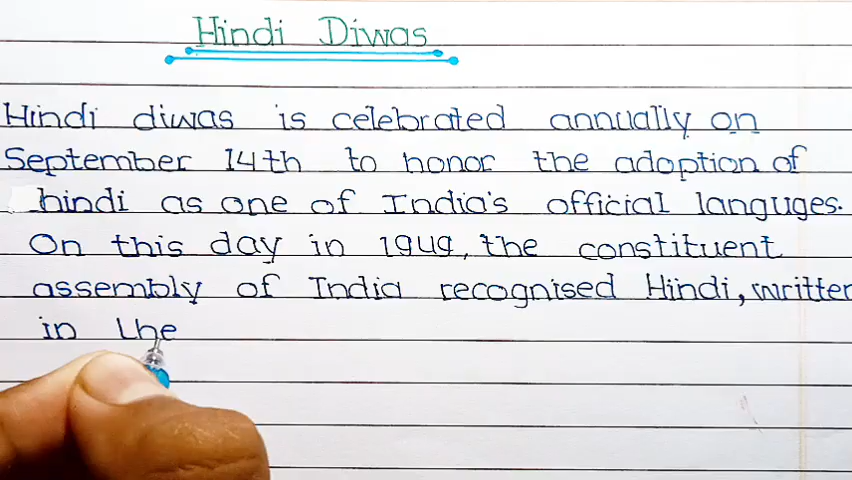 Hindi Diwas
Hindi diwas is celebrated annually on
September 14th to honor the adoption of
hindi as one of India's official languges.
On this day in 1949, the constituent
assembly of India recognised Hindi, written
in the